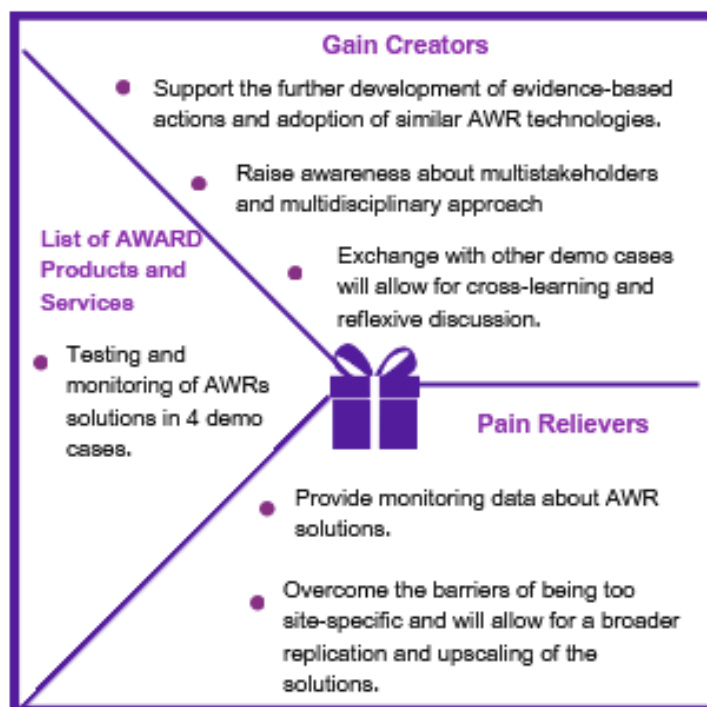 Gain Creators
Support the further development of evidence-based
actions and adoption of similar AWR technologies.
Raise awareness about multistakeholders
and multidisciplinary approach
Exchange with other demo cases
will allow for cross-learning and
reflexive discussion.
List of AWARD
Products and
Services
Testing and
monitoring of AWRs
solutions in 4 demo
cases.
Pain Relievers
Provide monitoring data about AWR
solutions.
Overcome the barriers of being too
site-specific and will allow for a broader
replication and upscaling of the
solutions.